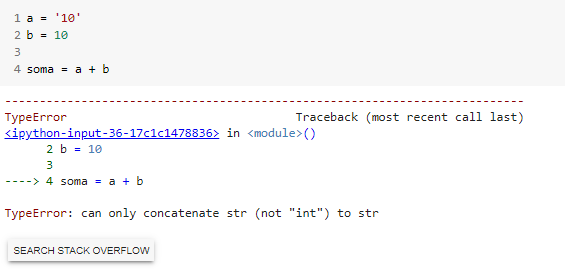 1 a = '10'
2 b = 10
3
4 soma = a + b
---------------------------------------------------------------------------
TypeError                                 Traceback (most recent call last)
<ipython-input-36-17c1c1478836> in <module>()
      2 b = 10
      3
----> 4 soma = a + b

TypeError: can only concatenate str (not "int") to str
SEARCH STACK OVERFLOW